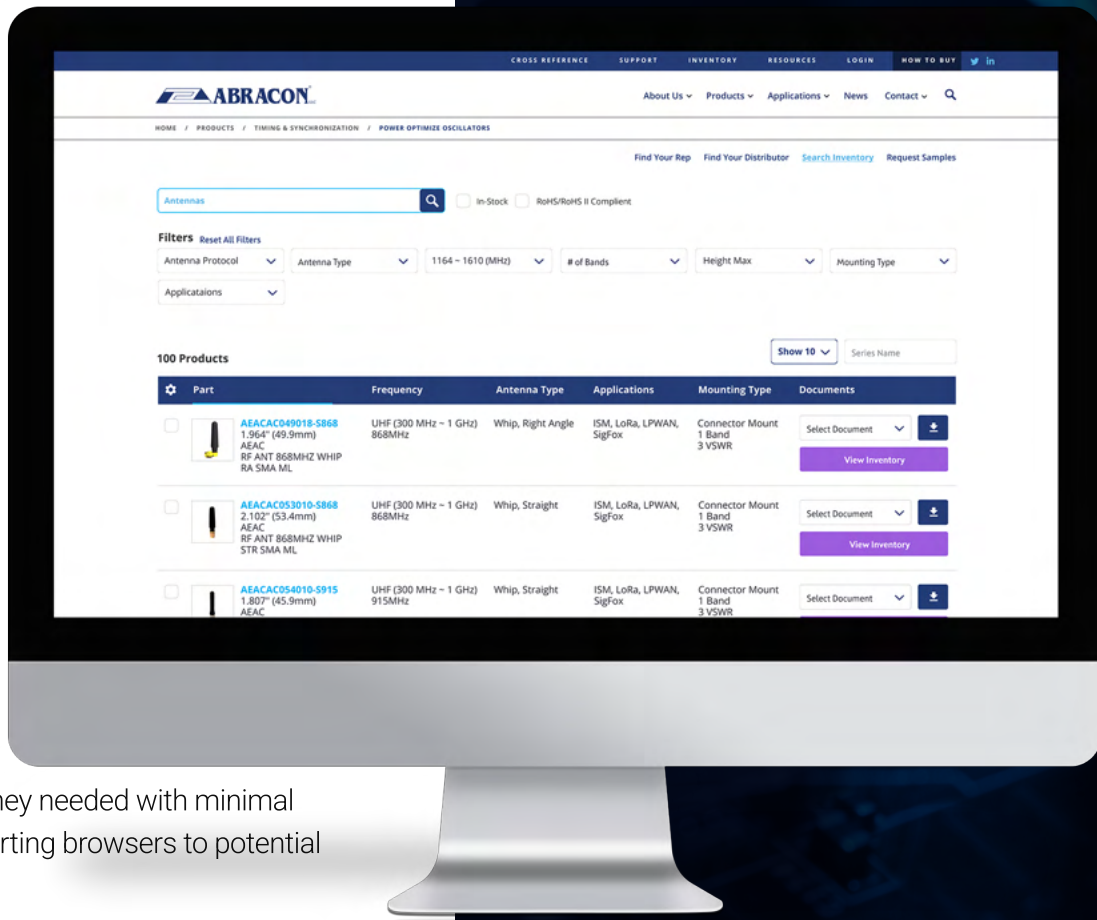 CROSS REFERENCE SUPPORT INVENTORY RESOURCES LOGIN HOW TO BUY
ABRACON
About Us Products Applications News Contact
HOME / PRODUCTS / TIMING & SYNCHRONIZATION / POWER OPTIMIZE OSCILLATORS
Find Your Rep Find Your Distributor Search Inventory Request Samples
Antennas
In-Stock RoHS/RoHS II Complient
Filters Reset All Filters
Antenna Protocol Antenna Type 1164 ~ 1610 (MHz) # of Bands Height Max Mounting Type
Applicataions
100 Products
Show 10 Series Name
Part Frequency Antenna Type Applications Mounting Type Documents
AEACAC049018-S868
1.964" (49.9mm)
AEAC
RF ANT 868MHZ WHIP
RA SMA ML
UHF (300 MHz ~ 1 GHz)
868MHz
Whip, Right Angle
ISM, LoRa, LPWAN,
SigFox
Connector Mount
1 Band
3 VSWR
Select Document
View Inventory
AEACAC053010-S868
2.102" (53.4mm)
AEAC
RF ANT 868MHZ WHIP
STR SMA ML
UHF (300 MHz ~ 1 GHz)
868MHz
Whip, Straight
ISM, LoRa, LPWAN,
SigFox
Connector Mount
1 Band
3 VSWR
Select Document
View Inventory
AEACAC054010-S915
1.807" (45.9mm)
AEAC
UHF (300 MHz ~ 1 GHz)
915MHz
Whip, Straight
ISM, LoRa, LPWAN,
SigFox
Connector Mount
1 Band
3 VSWR
Select Document
hey needed with minimal
rting browsers to potential